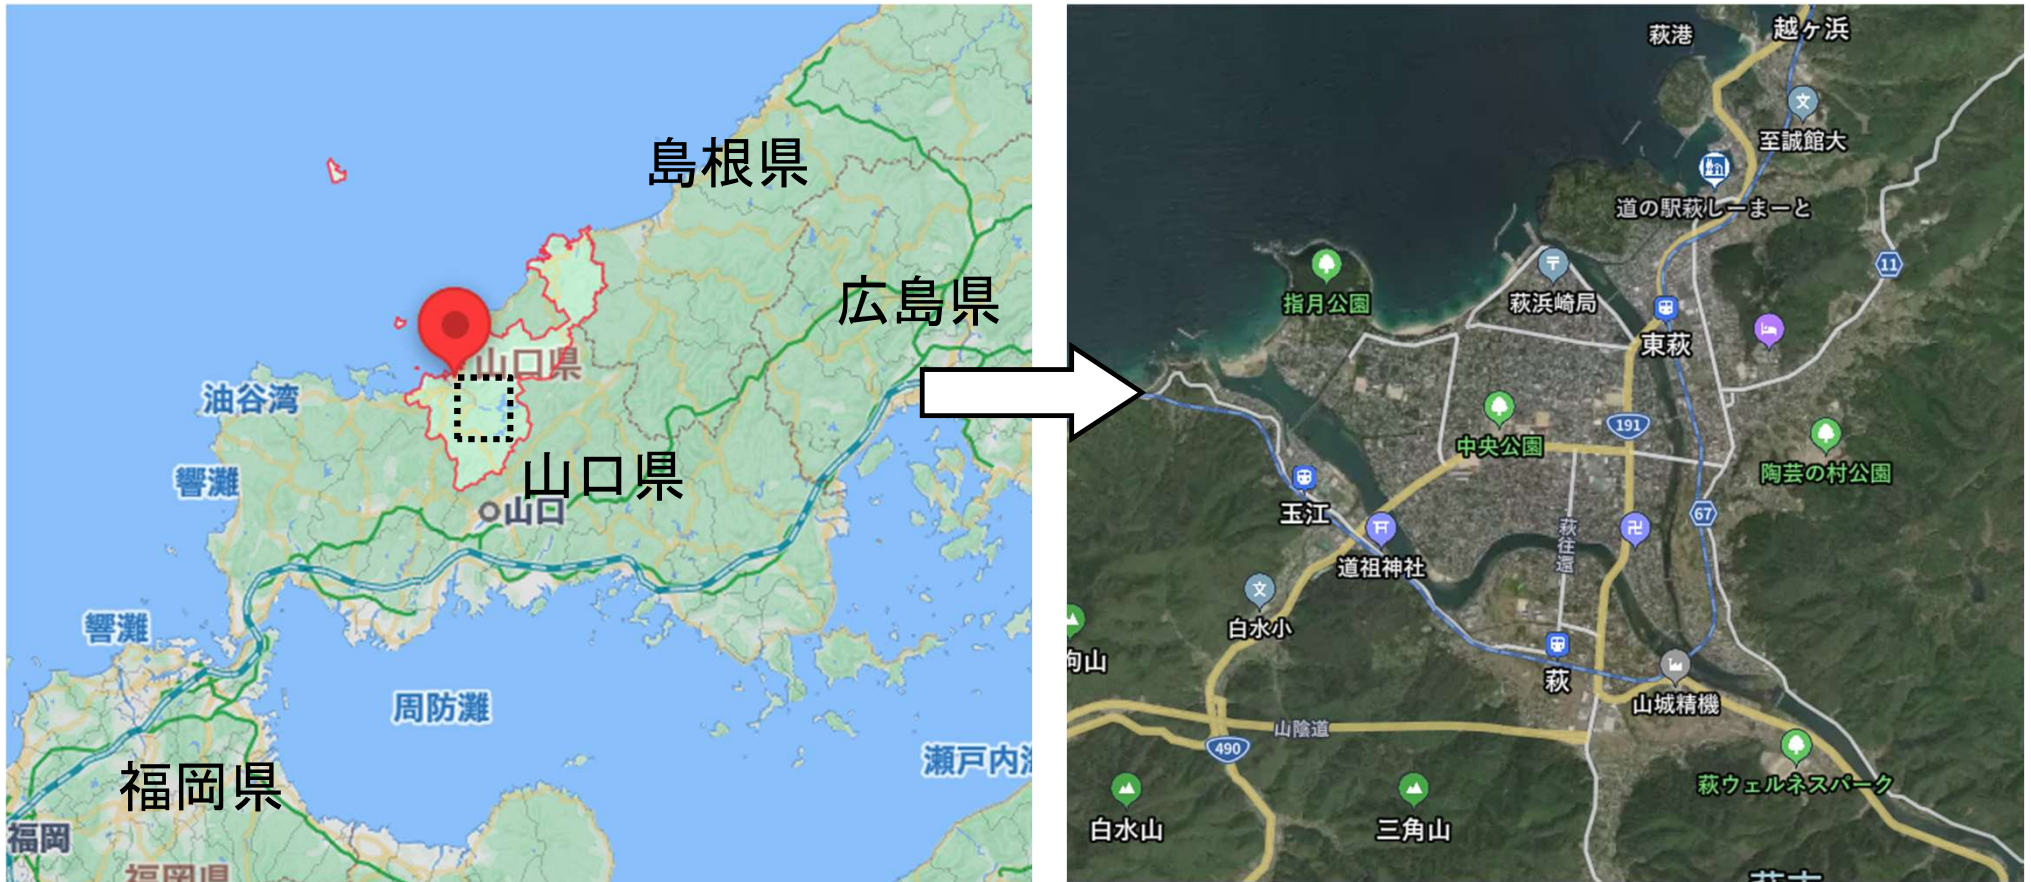 島根県
広島県
山口県
油谷湾
山口県
響灘
山口
響灘
周防灘
瀬戸内海
福岡県
福岡
福岡県
萩港
越ヶ浜
至誠館大
道の駅萩しーまーと
11
指月公園
萩浜崎局
東萩
191
中央公園
陶芸の村公園
玉江
67
萩往還
道祖神社
白水小
萩
山城精機
山陰道
490
萩ウェルネスパーク
白水山
三角山